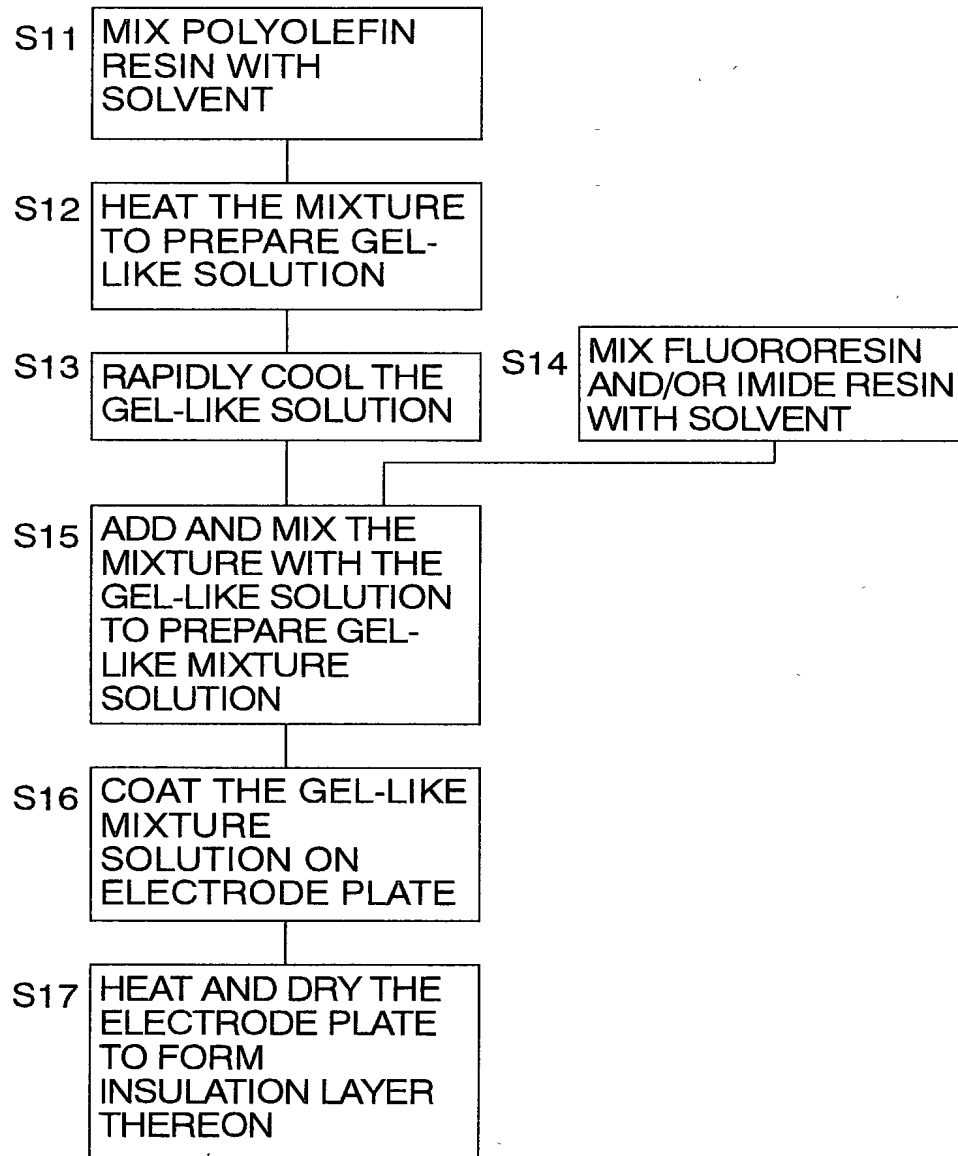 S11
MIX POLYOLEFIN
RESIN WITH
SOLVENT
S12
HEAT THE MIXTURE
TO PREPARE GEL-
LIKE SOLUTION
S13
RAPIDLY COOL THE
GEL-LIKE SOLUTION
S14
MIX FLUORORESIN
AND/OR IMIDE RESIN
WITH SOLVENT
S15
ADD AND MIX THE
MIXTURE WITH THE
GEL-LIKE SOLUTION
TO PREPARE GEL-
LIKE MIXTURE
SOLUTION
S16
COAT THE GEL-LIKE
MIXTURE
SOLUTION ON
ELECTRODE PLATE
S17
HEAT AND DRY THE
ELECTRODE PLATE
TO FORM
INSULATION LAYER
THEREON